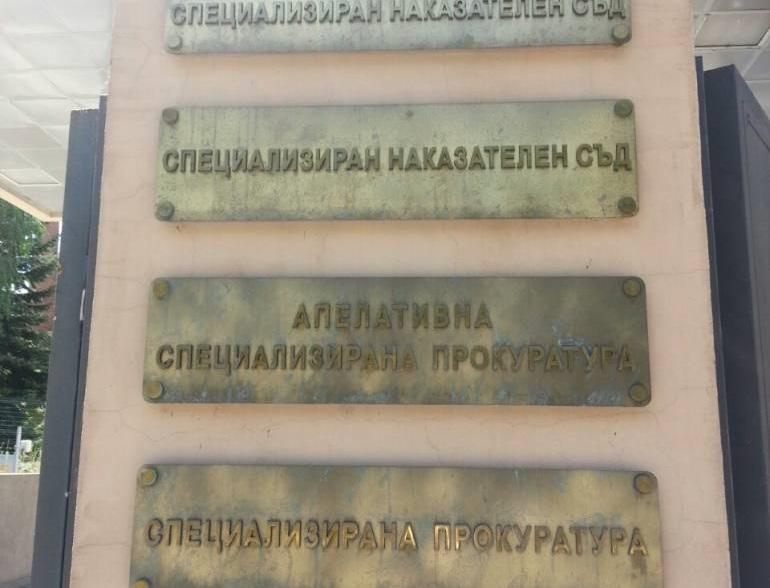 СПЕЦИАЛИЗИРАН НАКАЗАТЕЛЕН СЪД
СПЕЦИАЛИЗИРАН НАКАЗАТЕЛЕН СЪД
АПЕЛАТИВНА
СПЕЦИАЛИЗИРАНА ПРОКУРАТУРА
СПЕЦИАЛИЗИРАНА ПРОКУРАТУРА